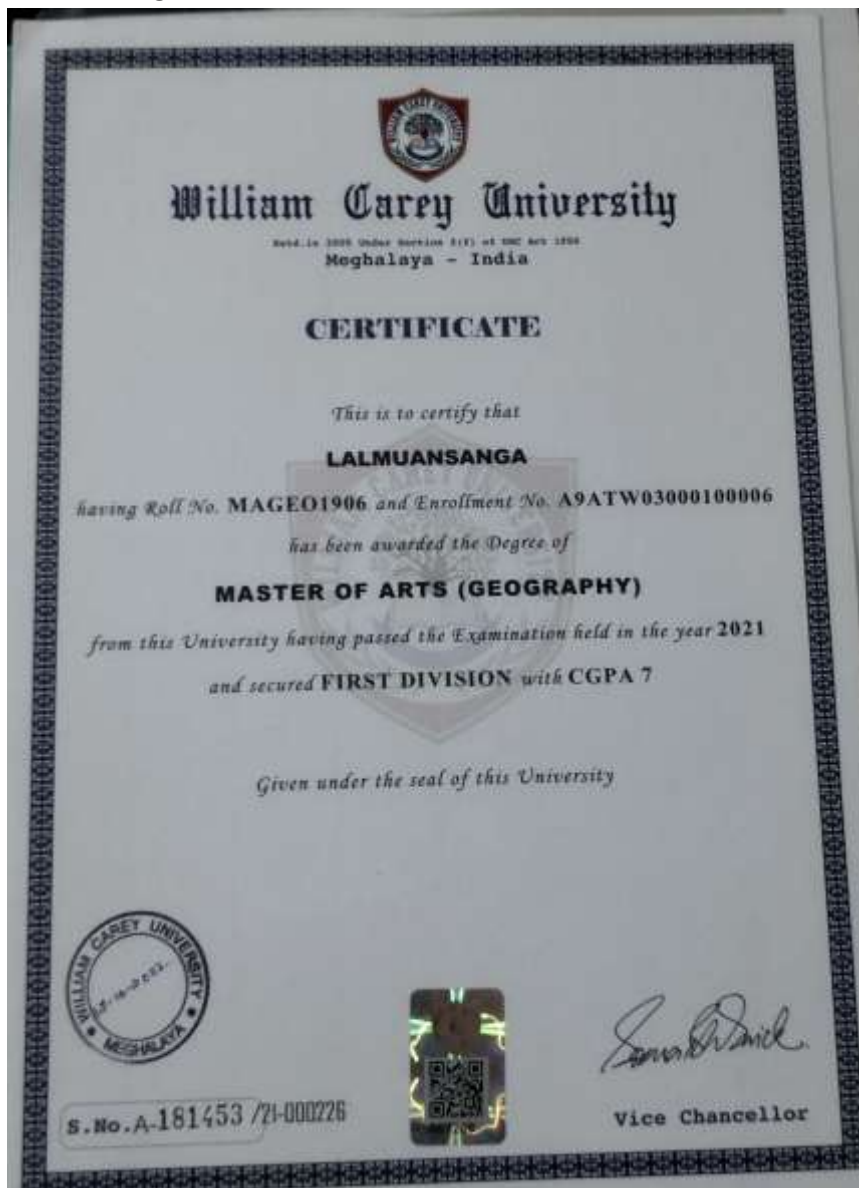 William Carey University
Meghalaya - India
CERTIFICATE
This is to certify that
LALMUANSANGA
having Roll No. MAGEO1906 and Enrollment No. A9ATW03000100006
has been awarded the Degree of
MASTER OF ARTS (GEOGRAPHY)
from this University having passed the Examination held in the year 2021
and secured FIRST DIVISION with CGPA 7
Given under the seal of this University
WILLIAM CAREY UNIVERSITY
MEGHALAYA
S.No.A-181453 /21-000226
Vice Chancellor